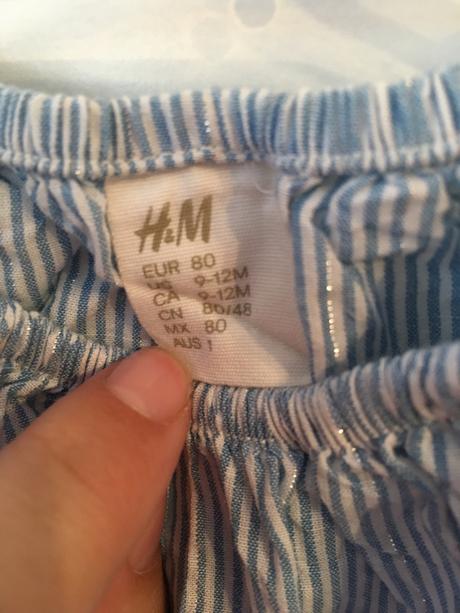 H&M
EUR 80
US 9-12M
CA 9-12M
CN 80/48
MX 80
AUS 1